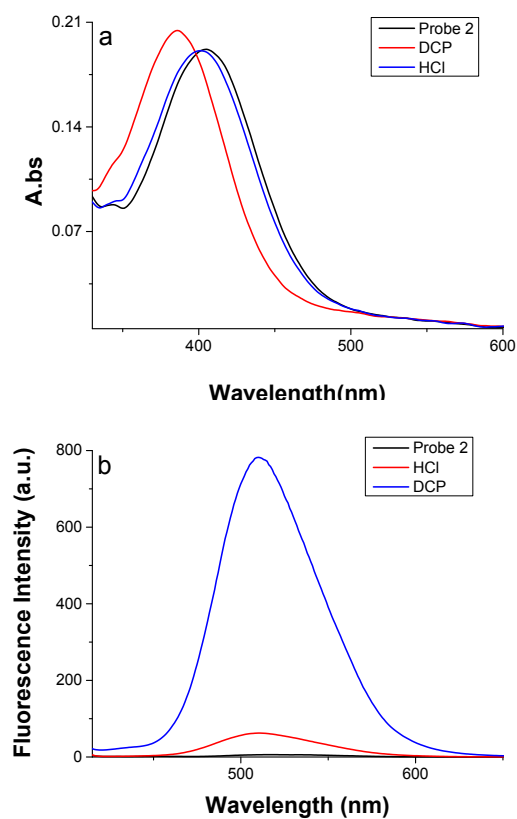 a
Probe 2
DCP
HCl
0.21
0.14
0.07
A.bs
400
500
600
Wavelength(nm)
b
Probe 2
HCl
DCP
800
600
400
200
0
Fluorescence Intensity (a.u.)
500
600
Wavelength (nm)